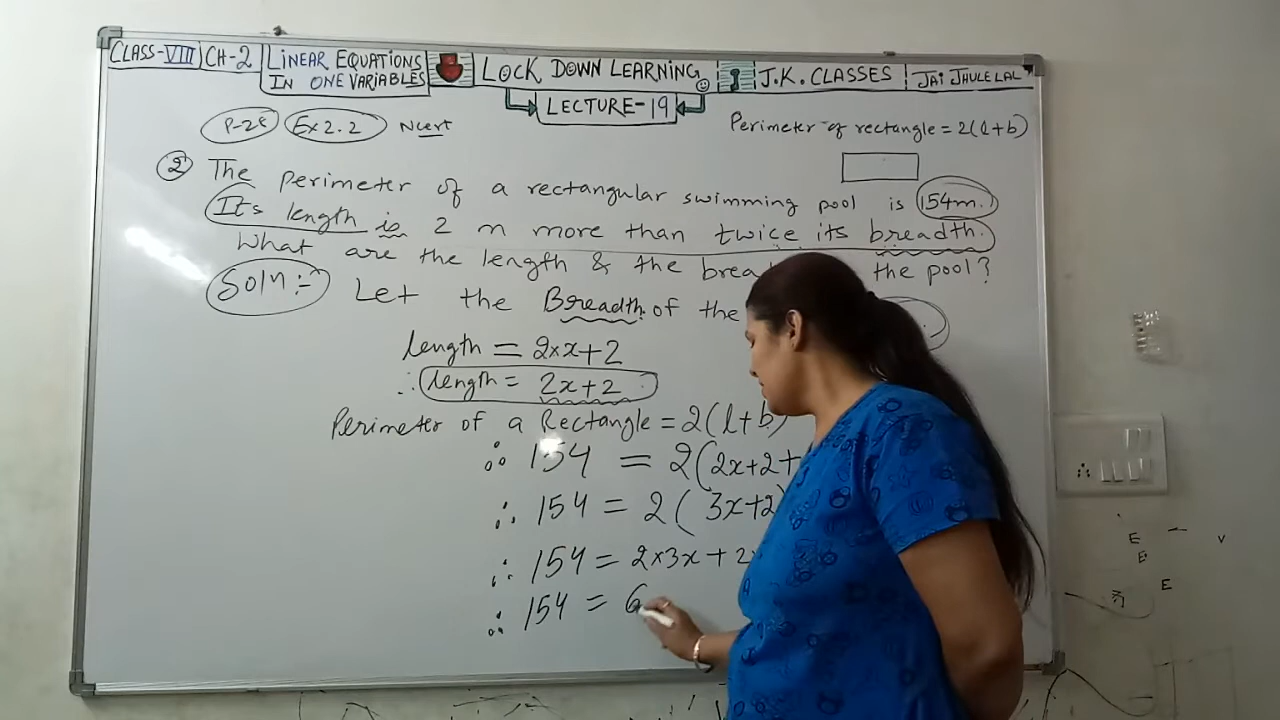 CLASS-VIII CH-2 LINEAR EQUATIONS IN ONE VARIABLES LOCK DOWN LEARNING J.K. CLASSES JAI JHULELAL
LECTURE-19
Ex 2.2 Ncert
Perimeter of rectangle = 2(l+b)
2 The perimeter of a rectangular swimming pool is 154m.
Its length is 2 m more than twice its breadth.
What are the length & the the pool?
Soln:- Let the Breadth of the
length = 2×x+2
∴ length = 2x+2
Perimeter of a Rectangle = 2(l+b)
∴ 154 = 2(2x+2+
∴ 154 = 2(3x+2)
∴ 154 = 2×3x+2
∴ 154 = 6